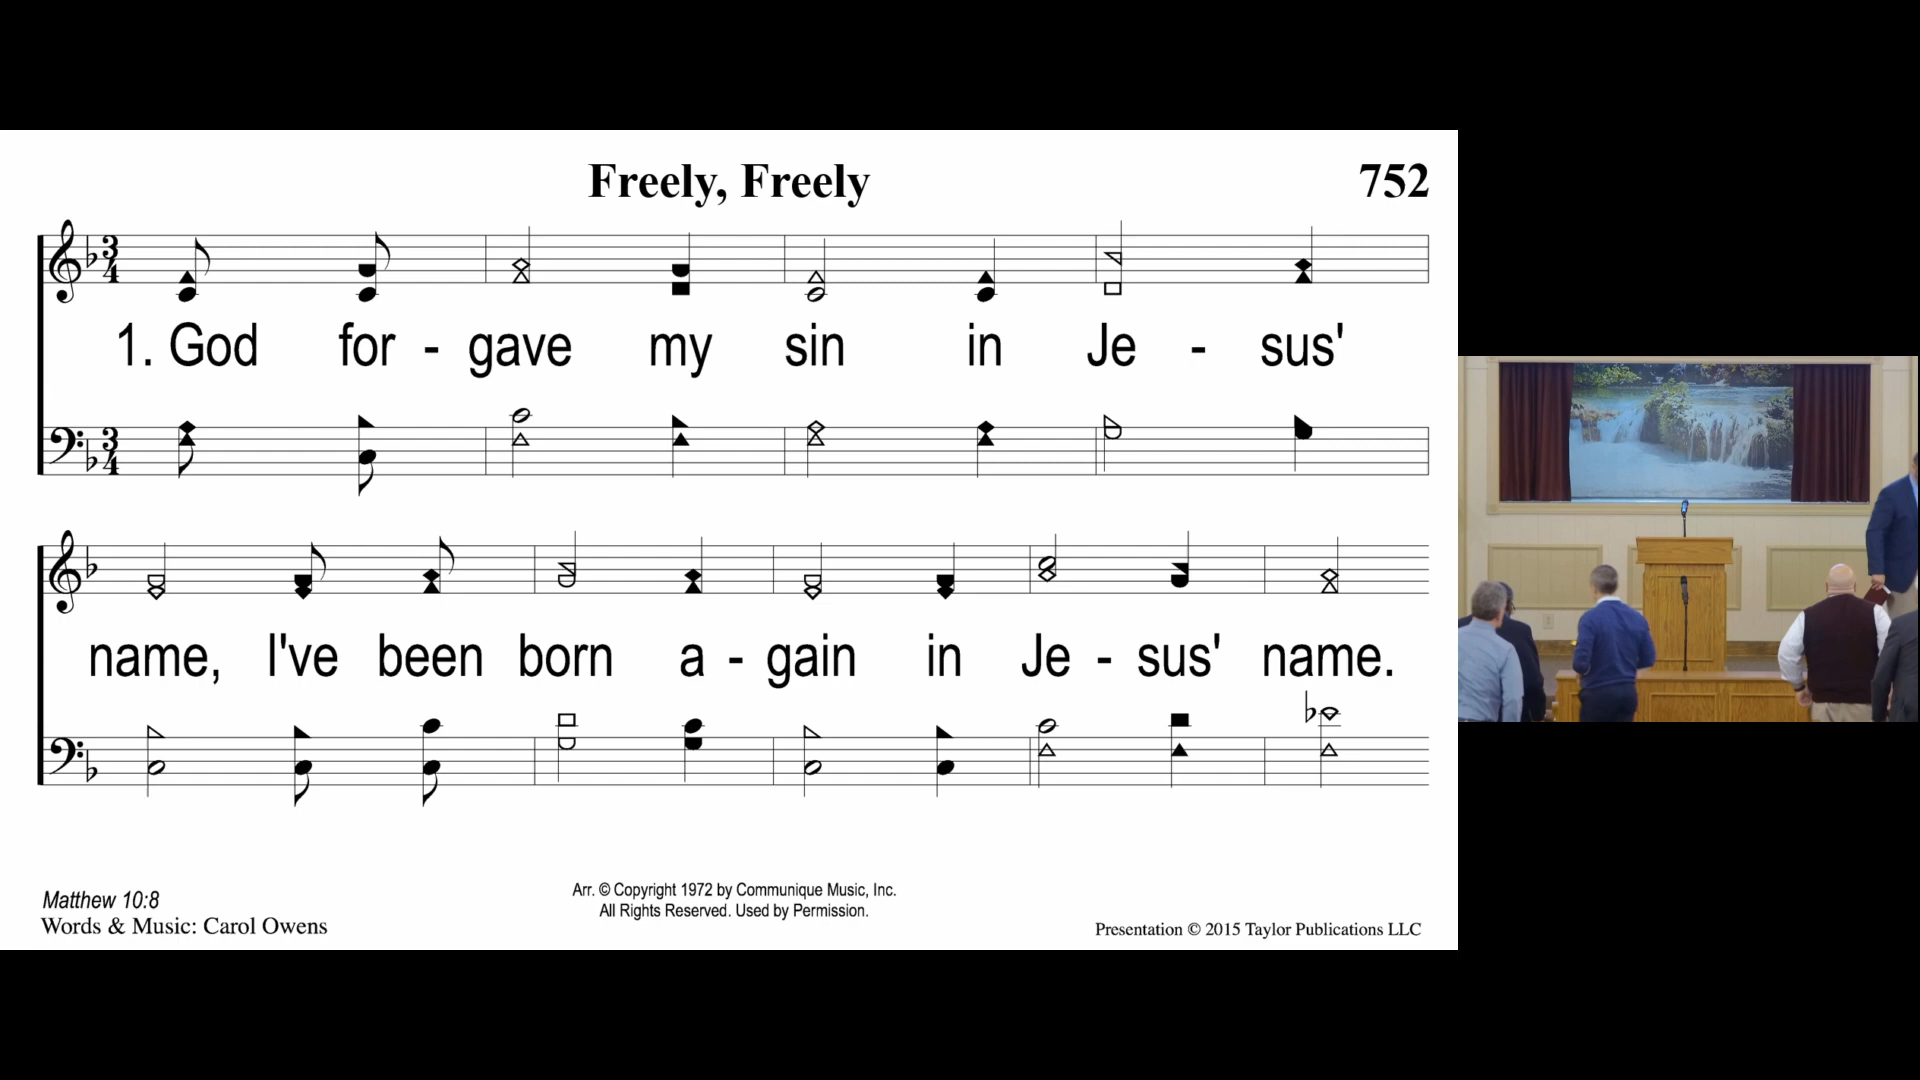 Freely, Freely
752
1. God for - gave my sin in Je - sus'
name, I've been born a - gain in Je - sus' name.
Matthew 10:8
Words & Music: Carol Owens
Arr. © Copyright 1972 by Communique Music, Inc.
All Rights Reserved. Used by Permission.
Presentation © 2015 Taylor Publications LLC